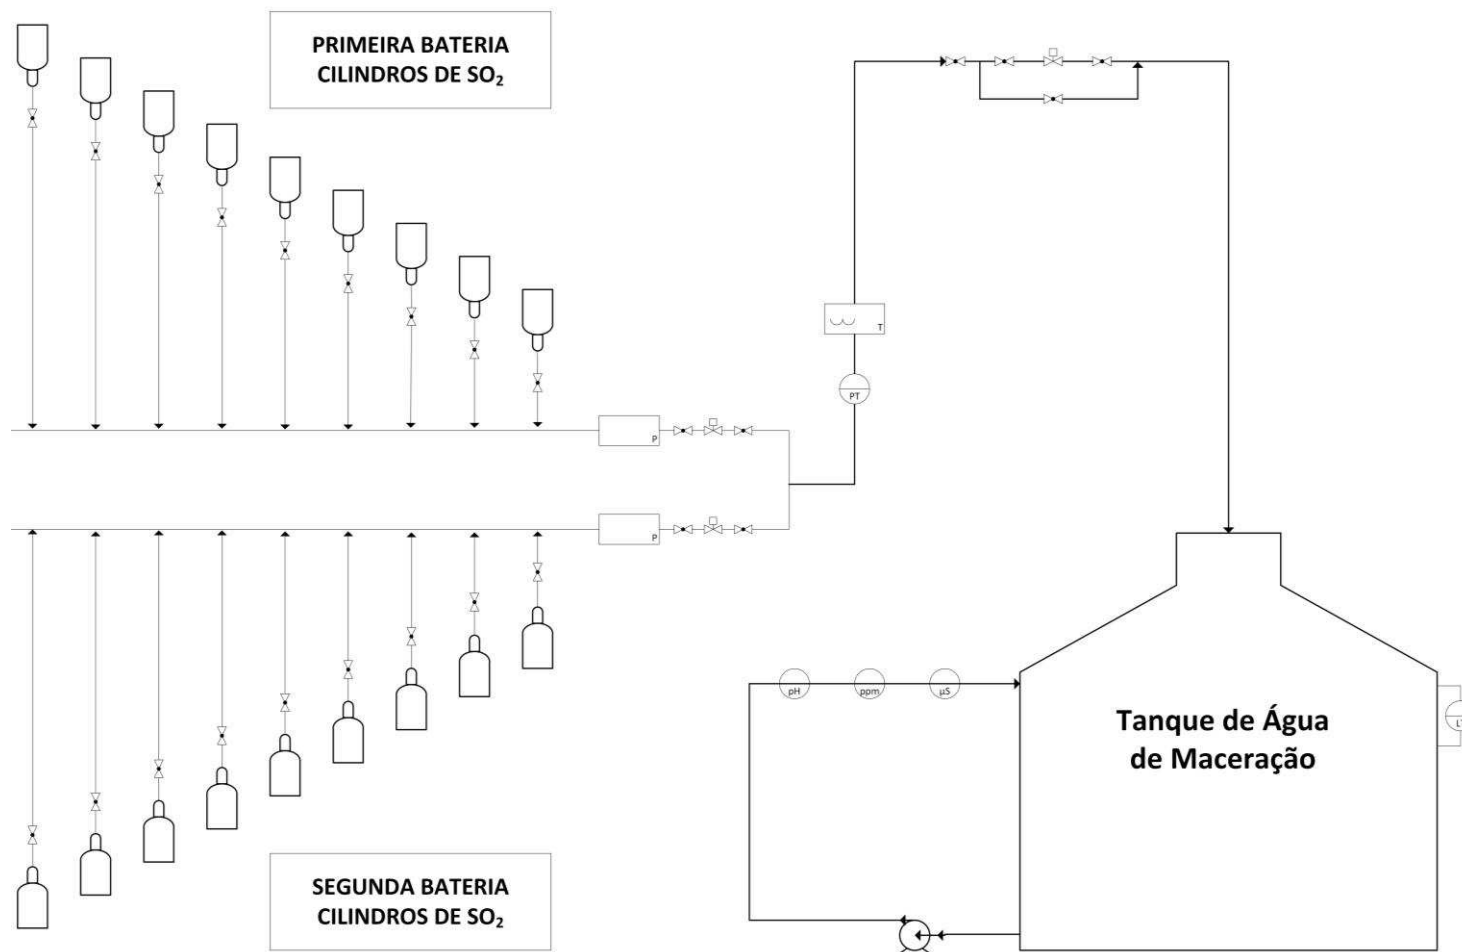 PRIMEIRA BATERIA
CILINDROS DE SO₂
T
PT
P
P
pH
ppm
µS
Tanque de Água
de Maceração
SEGUNDA BATERIA
CILINDROS DE SO₂